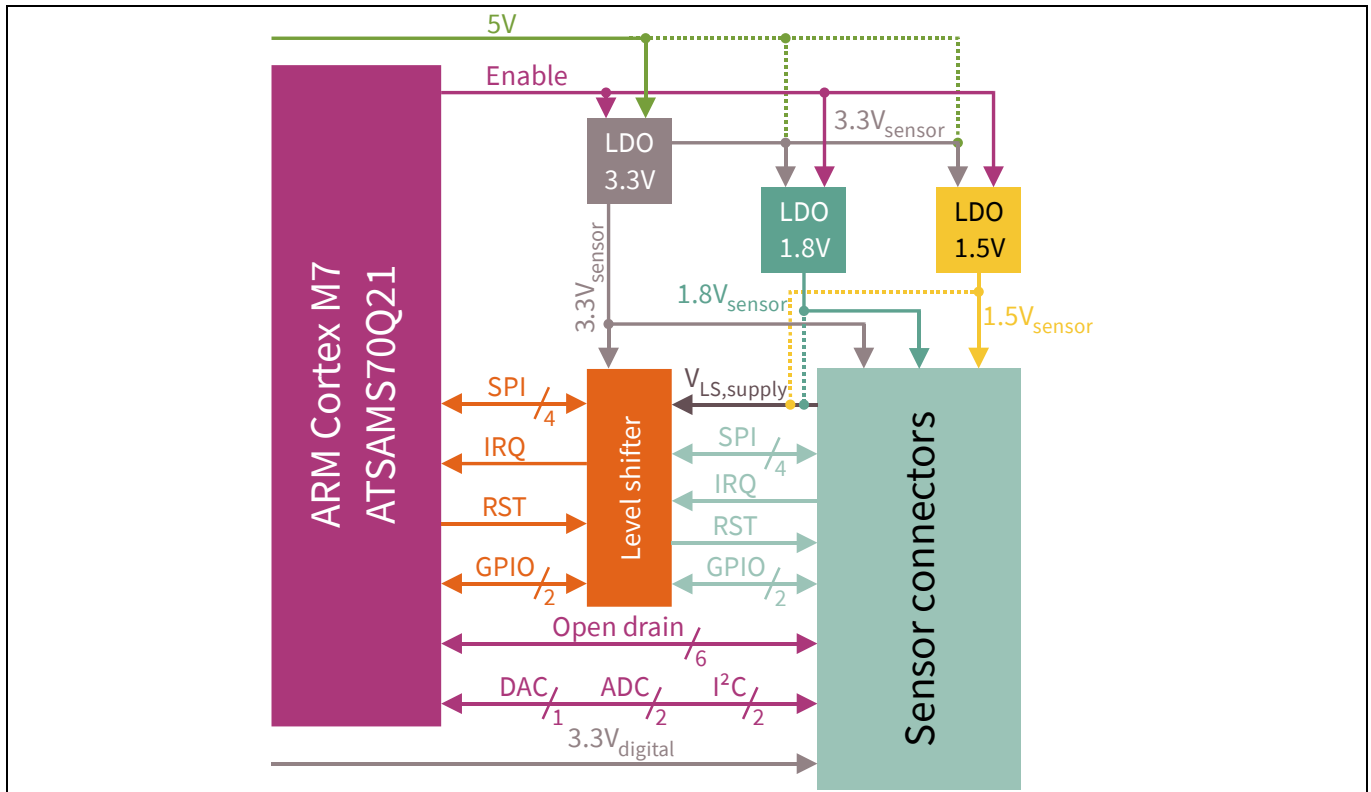 5V
Enable
3.3Vsensor
LDO
3.3V
LDO
1.8V
LDO
1.5V
3.3Vsensor
1.8Vsensor
1.5Vsensor
ARM Cortex M7
ATSAMS70Q21
VLS,supply
SPI
4
IRQ
RST
GPIO
2
Level shifter
SPI
4
IRQ
RST
GPIO
2
Sensor connectors
Open drain
6
DAC
1
ADC
2
I²C
2
3.3Vdigital